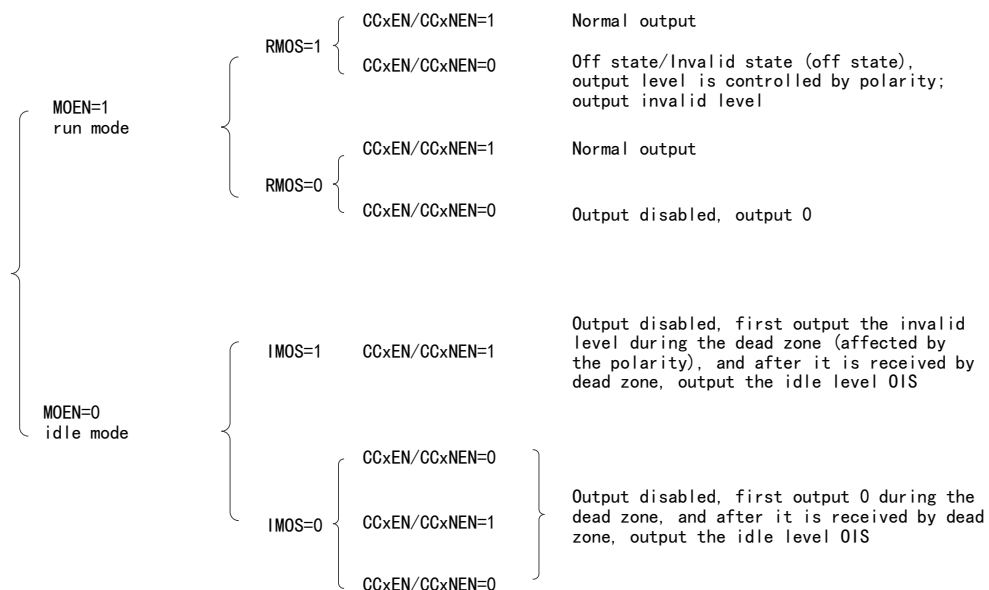 CCxEN/CCxNEN=1 Normal output
RMOS=1
CCxEN/CCxNEN=0 Off state/Invalid state (off state),
output level is controlled by polarity;
output invalid level
MOEN=1
run mode
CCxEN/CCxNEN=1 Normal output
RMOS=0
CCxEN/CCxNEN=0 Output disabled, output 0
Output disabled, first output the invalid
level during the dead zone (affected by
IMOS=1 CCxEN/CCxNEN=1
the polarity), and after it is received by
dead zone, output the idle level OIS
MOEN=0
idle mode
CCxEN/CCxNEN=0
Output disabled, first output 0 during the
dead zone, and after it is received by dead
zone, output the idle level OIS
IMOS=0 CCxEN/CCxNEN=1
CCxEN/CCxNEN=0